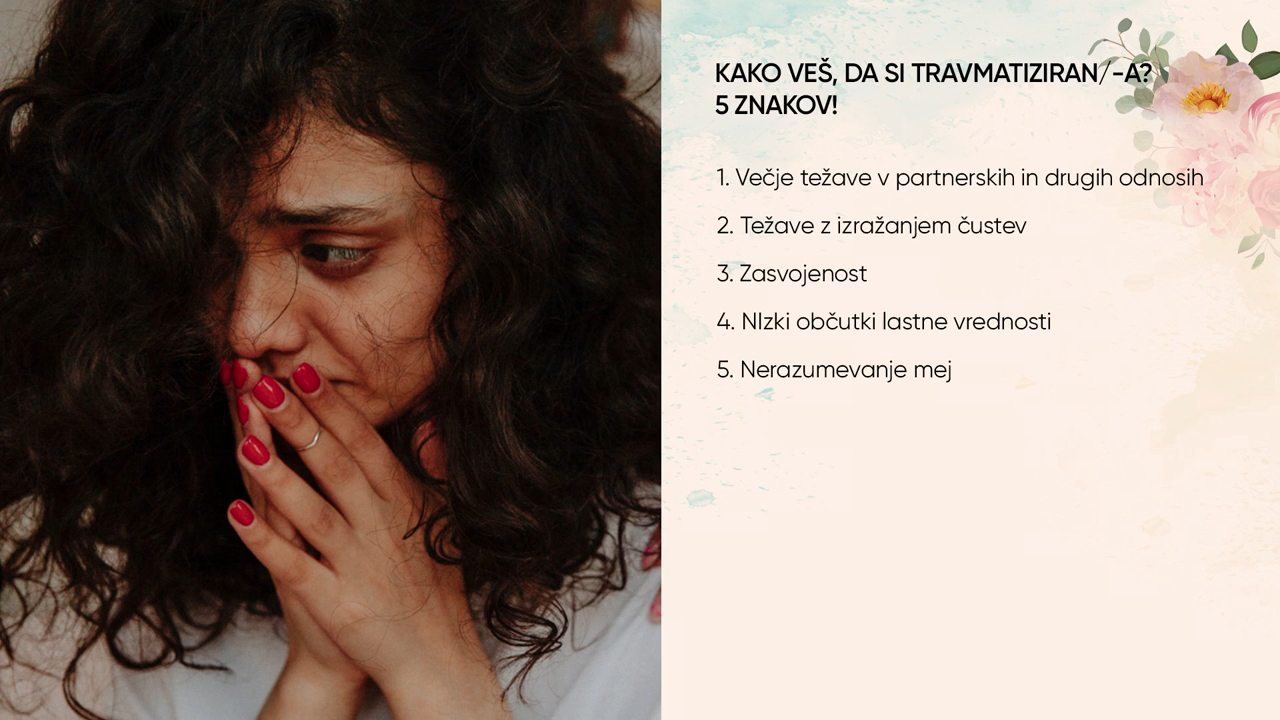 KAKO VEŠ, DA SI TRAVMATIZIRAN/-A?
5 ZNAKOV!
1. Večje težave v partnerskih in drugih odnosih
2. Težave z izražanjem čustev
3. Zasvojenost
4. NIzki občutki lastne vrednosti
5. Nerazumevanje mej